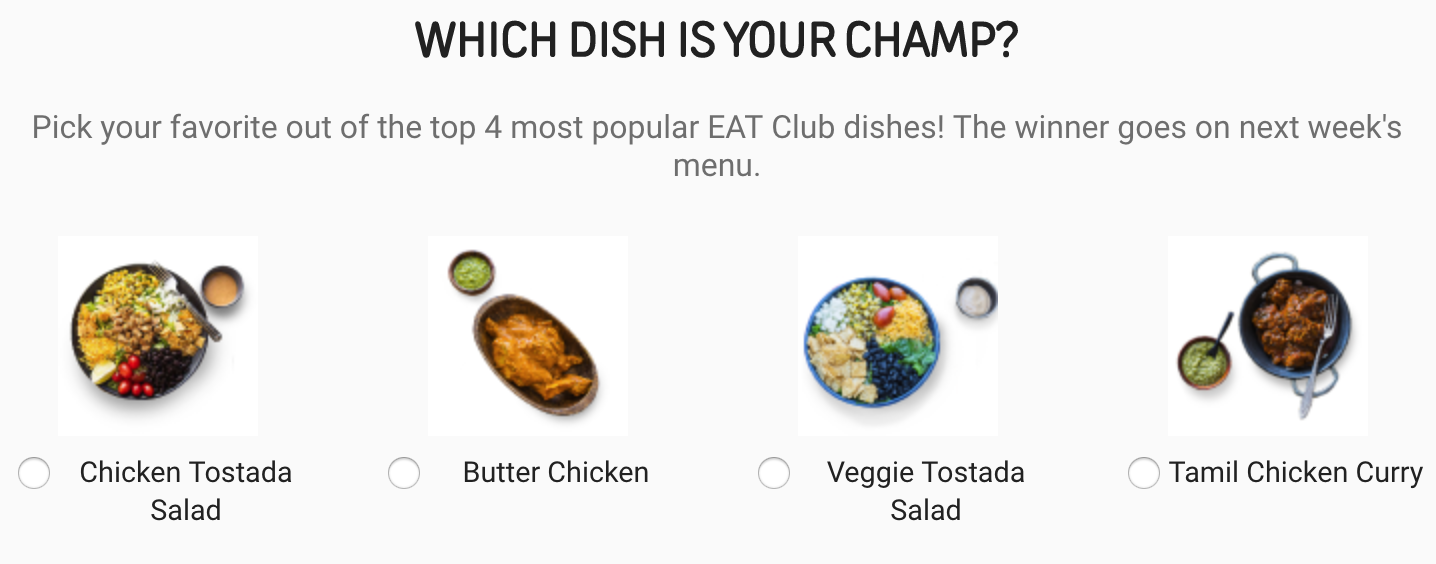 WHICH DISH IS YOUR CHAMP?
Pick your favorite out of the top 4 most popular EAT Club dishes! The winner goes on next week's
menu.
Chicken Tostada
Salad
Butter Chicken
Veggie Tostada
Salad
Tamil Chicken Curry